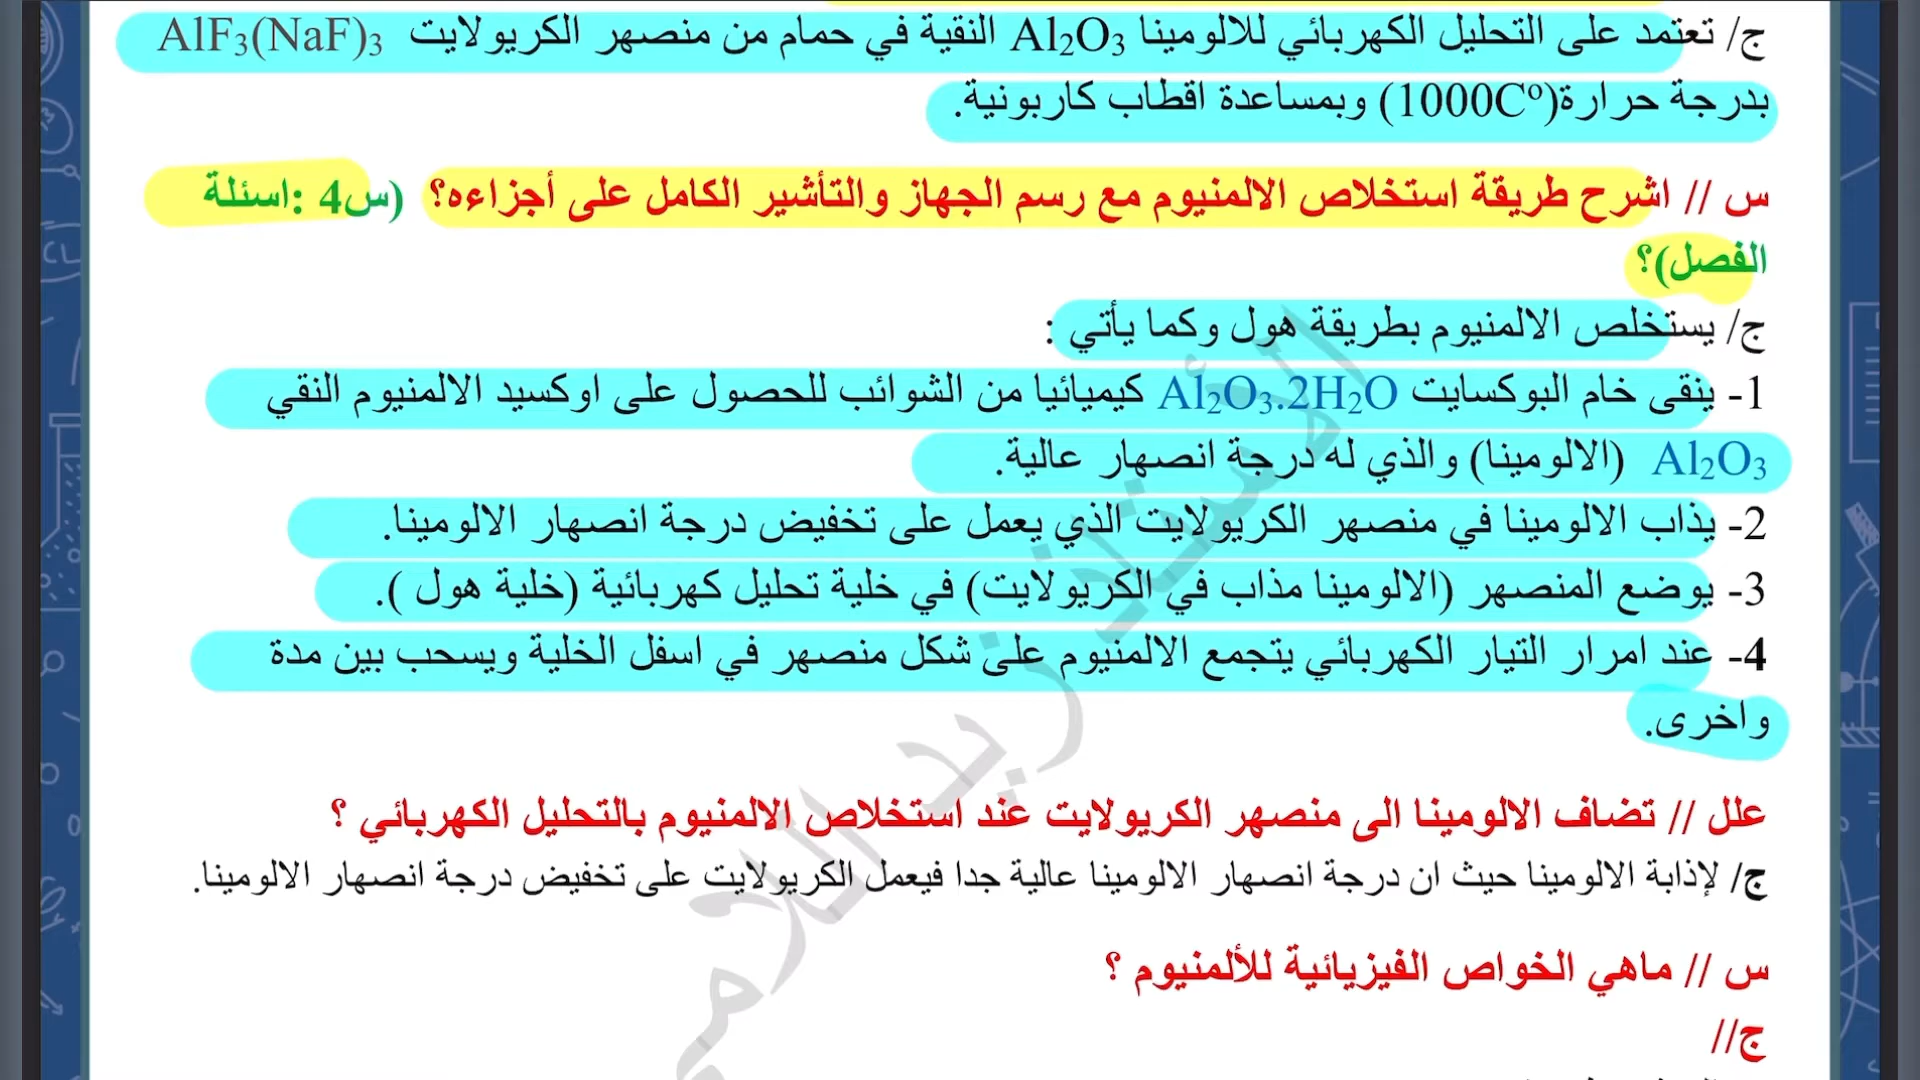 ج/ تعتمد على التحليل الكهربائي للالومينا Al₂O₃ النقية في حمام من منصهر الكريولايت AlF₃(NaF)₃
بدرجة حرارة(1000Cº) وبمساعدة اقطاب كاربونية.
س // اشرح طريقة استخلاص الالمنيوم مع رسم الجهاز والتأشير الكامل على أجزاءه؟ (س4 :اسئلة
الفصل)؟
ج/ يستخلص الالمنيوم بطريقة هول وكما يأتي :
1- ينقى خام البوكسايت Al₂O₃.2H₂O كيميائيا من الشوائب للحصول على اوكسيد الالمنيوم النقي
Al₂O₃ (الالومينا) والذي له درجة انصهار عالية.
2- يذاب الالومينا في منصهر الكريولايت الذي يعمل على تخفيض درجة انصهار الالومينا.
3- يوضع المنصهر (الالومينا مذاب في الكريولايت) في خلية تحليل كهربائية (خلية هول ).
4- عند امرار التيار الكهربائي يتجمع الالمنيوم على شكل منصهر في اسفل الخلية ويسحب بين مدة
واخرى.
علل // تضاف الالومينا الى منصهر الكريولايت عند استخلاص الالمنيوم بالتحليل الكهربائي ؟
ج/ لإذابة الالومينا حيث ان درجة انصهار الالومينا عالية جدا فيعمل الكريولايت على تخفيض درجة انصهار الالومينا.
س // ماهي الخواص الفيزيائية للألمنيوم ؟
ج//
الأستاذ زيد اللامي